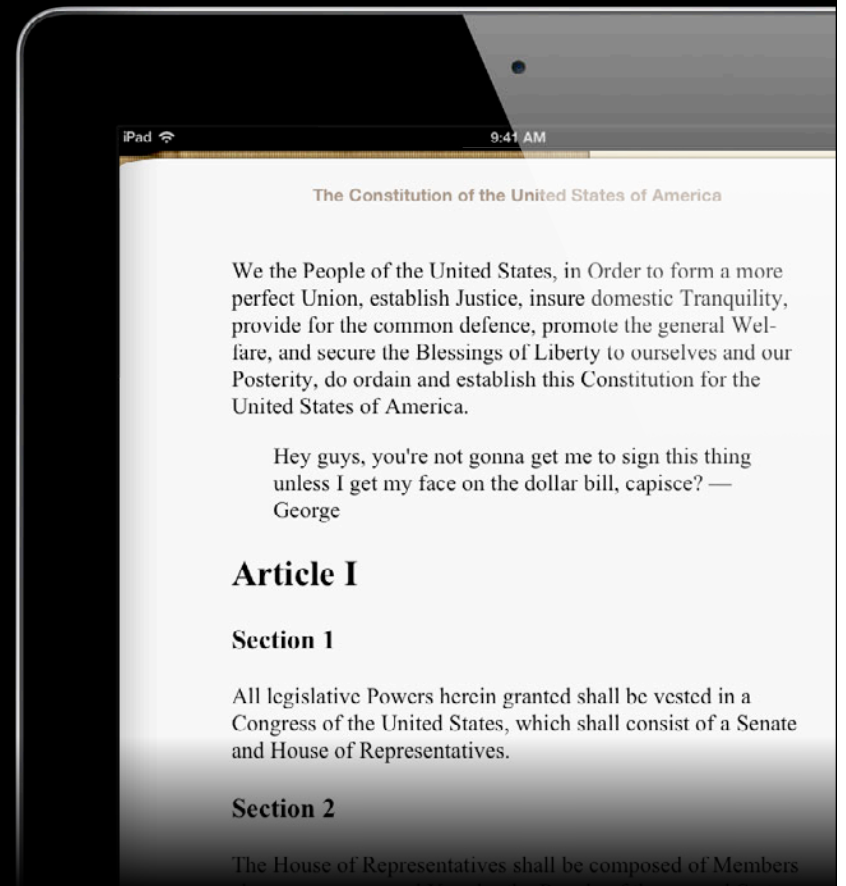 iPad
9:41 AM
The Constitution of the United States of America
We the People of the United States, in Order to form a more
perfect Union, establish Justice, insure domestic Tranquility,
provide for the common defence, promote the general Wel-
fare, and secure the Blessings of Liberty to ourselves and our
Posterity, do ordain and establish this Constitution for the
United States of America.
Hey guys, you're not gonna get me to sign this thing
unless I get my face on the dollar bill, capisce? —
George
Article I
Section 1
All legislative Powers herein granted shall be vested in a
Congress of the United States, which shall consist of a Senate
and House of Representatives.
Section 2
The House of Representatives shall be composed of Members